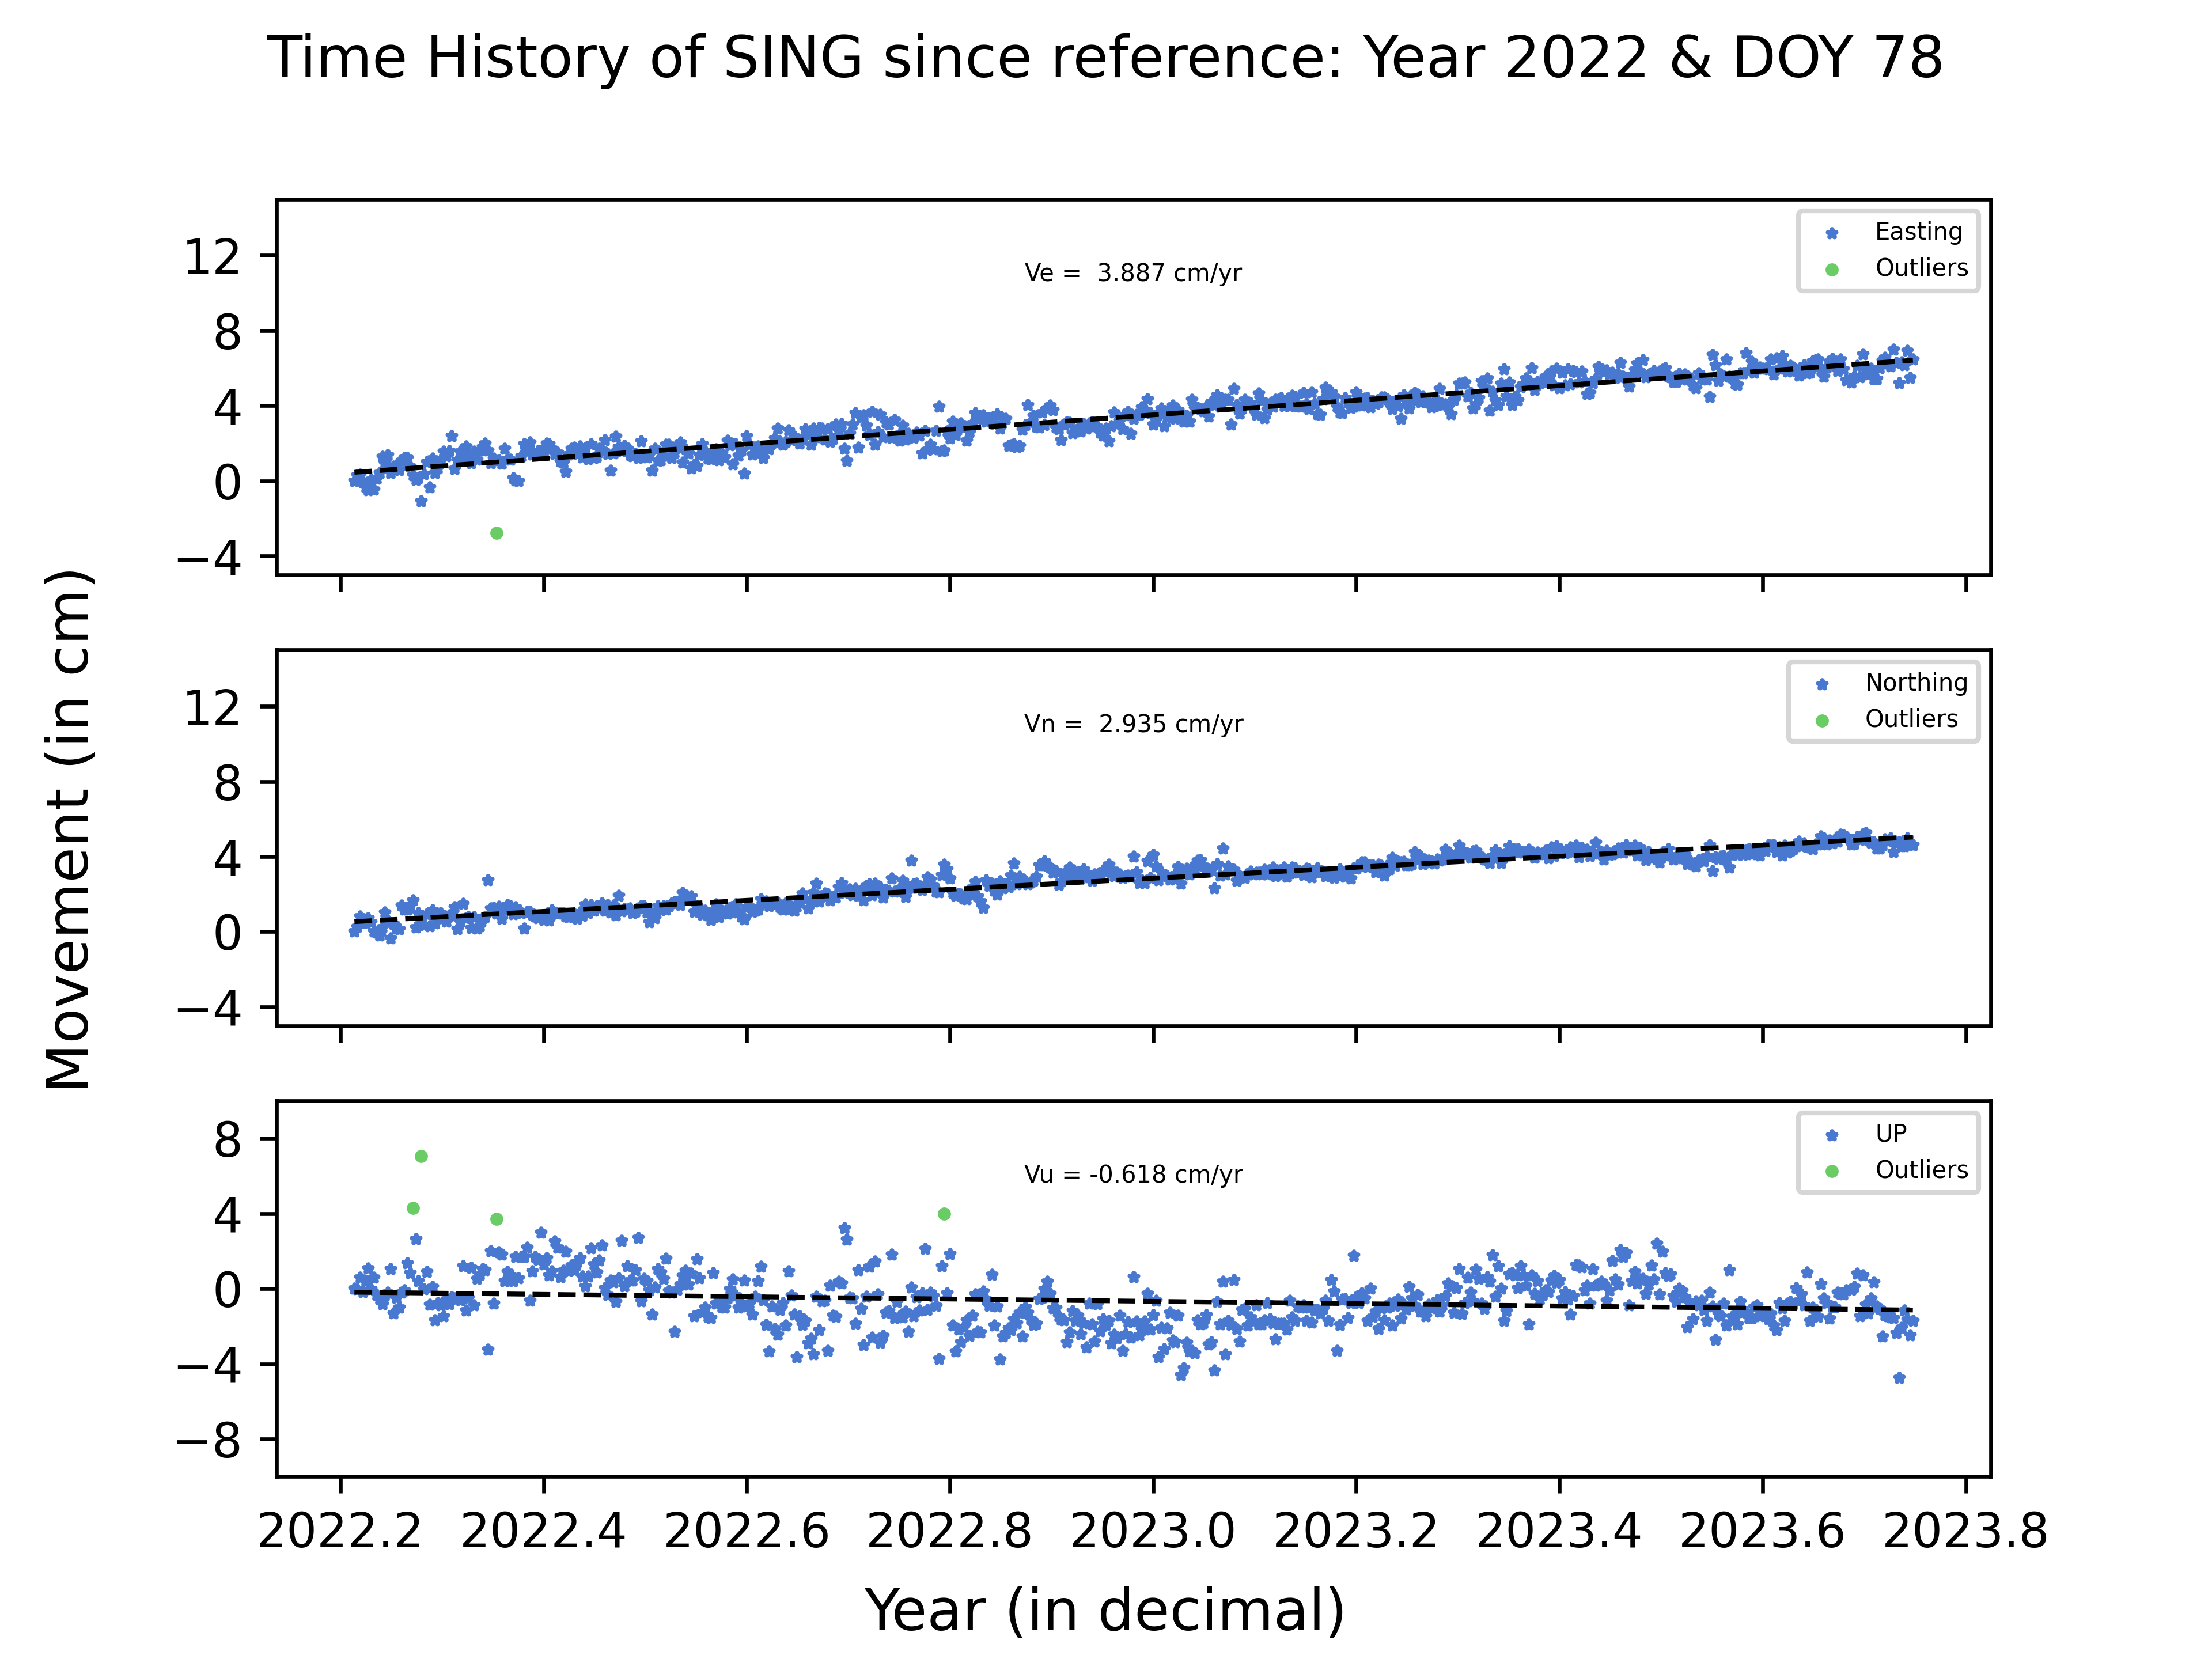 Time History of SING since reference: Year 2022 & DOY 78
12
8
4
0
−4
Ve =  3.887 cm/yr
Easting
Outliers
Movement (in cm)
12
8
4
0
−4
Vn =  2.935 cm/yr
Northing
Outliers
8
4
0
−4
−8
Vu = -0.618 cm/yr
UP
Outliers
2022.2 2022.4 2022.6 2022.8 2023.0 2023.2 2023.4 2023.6 2023.8
Year (in decimal)